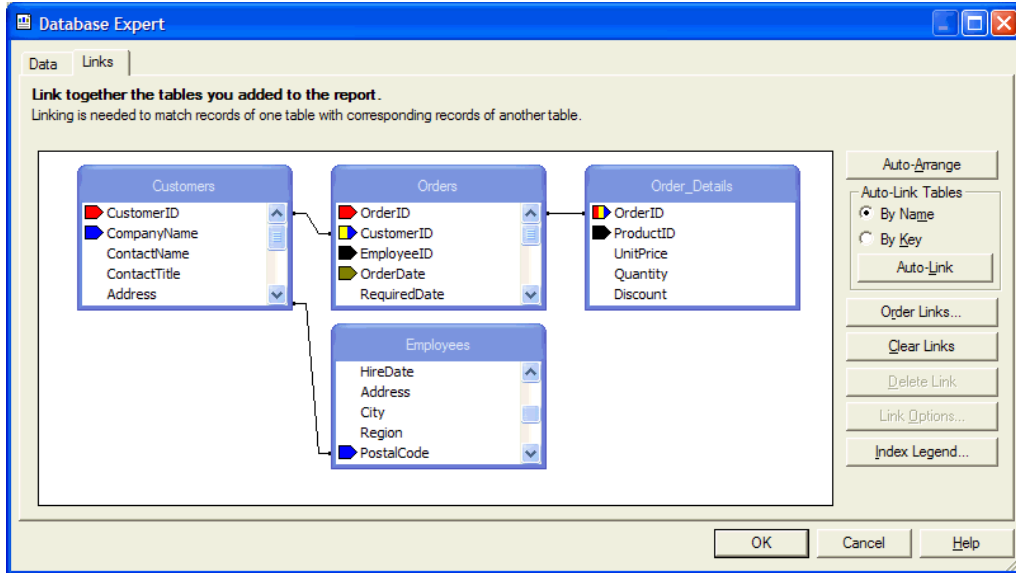 Database Expert
Data
Links
Link together the tables you added to the report.
Linking is needed to match records of one table with corresponding records of another table.
Customers
CustomerID
CompanyName
ContactName
ContactTitle
Address
Orders
OrderID
CustomerID
EmployeeID
OrderDate
RequiredDate
Order_Details
OrderID
ProductID
UnitPrice
Quantity
Discount
Employees
HireDate
Address
City
Region
PostalCode
Auto-Arrange
Auto-Link Tables
By Name
By Key
Auto-Link
Order Links...
Clear Links
Delete Link
Link Options...
Index Legend...
OK
Cancel
Help